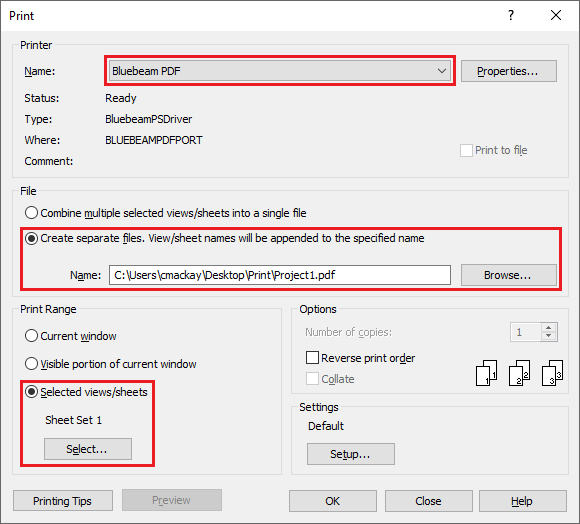 Print
?
Printer
Name:
Bluebeam PDF
Properties...
Status:
Ready
Type:
BluebeamPSDriver
Where:
BLUEBEAMPDFPORT
Comment:
Print to file
File
Combine multiple selected views/sheets into a single file
Create separate files. View/sheet names will be appended to the specified name
Name:
C:\Users\cmackay\Desktop\Print\Project1.pdf
Browse...
Print Range
Current window
Visible portion of current window
Selected views/sheets
Sheet Set 1
Select...
Options
Number of copies:
1
Reverse print order
Collate
1 1 2 2 3 3
Settings
Default
Setup...
Printing Tips
Preview
OK
Close
Help